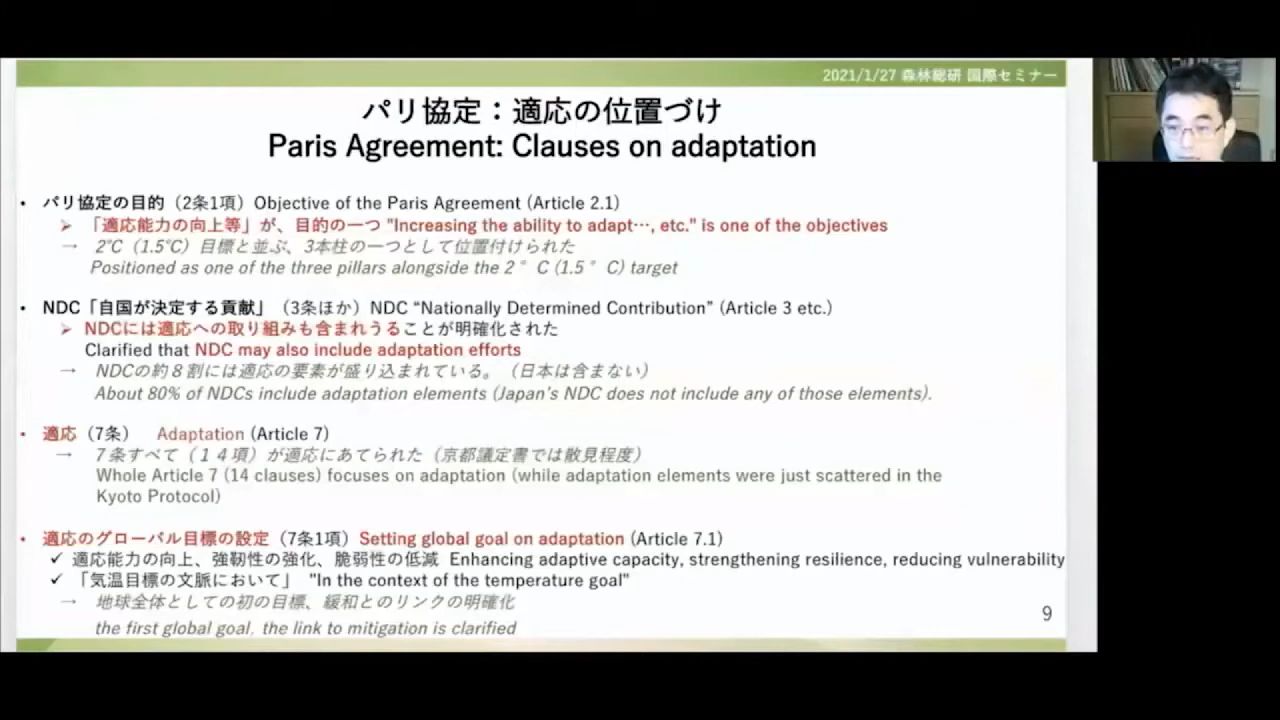 2021/1/27 森林総研 国際セミナー
パリ協定：適応の位置づけ
Paris Agreement: Clauses on adaptation
• パリ協定の目的（2条1項）Objective of the Paris Agreement (Article 2.1)
➢ 「適応能力の向上等」が、目的の一つ "Increasing the ability to adapt…, etc." is one of the objectives
→ 2℃（1.5℃）目標と並ぶ、3本柱の一つとして位置付けられた
Positioned as one of the three pillars alongside the 2 ° C (1.5 ° C) target
• NDC「自国が決定する貢献」（3条ほか）NDC “Nationally Determined Contribution” (Article 3 etc.)
➢ NDCには適応への取り組みも含まれうることが明確化された
Clarified that NDC may also include adaptation efforts
→ NDCの約８割には適応の要素が盛り込まれている。（日本は含まない）
About 80% of NDCs include adaptation elements (Japan’s NDC does not include any of those elements).
• 適応（7条） Adaptation (Article 7)
→ ７条すべて（１４項）が適応にあてられた（京都議定書では散見程度）
Whole Article 7 (14 clauses) focuses on adaptation (while adaptation elements were just scattered in the
Kyoto Protocol)
• 適応のグローバル目標の設定（7条1項）Setting global goal on adaptation (Article 7.1)
✓ 適応能力の向上、強靭性の強化、脆弱性の低減 Enhancing adaptive capacity, strengthening resilience, reducing vulnerability
✓ 「気温目標の文脈において」 "In the context of the temperature goal"
→ 地球全体としての初の目標、緩和とのリンクの明確化
the first global goal, the link to mitigation is clarified
9